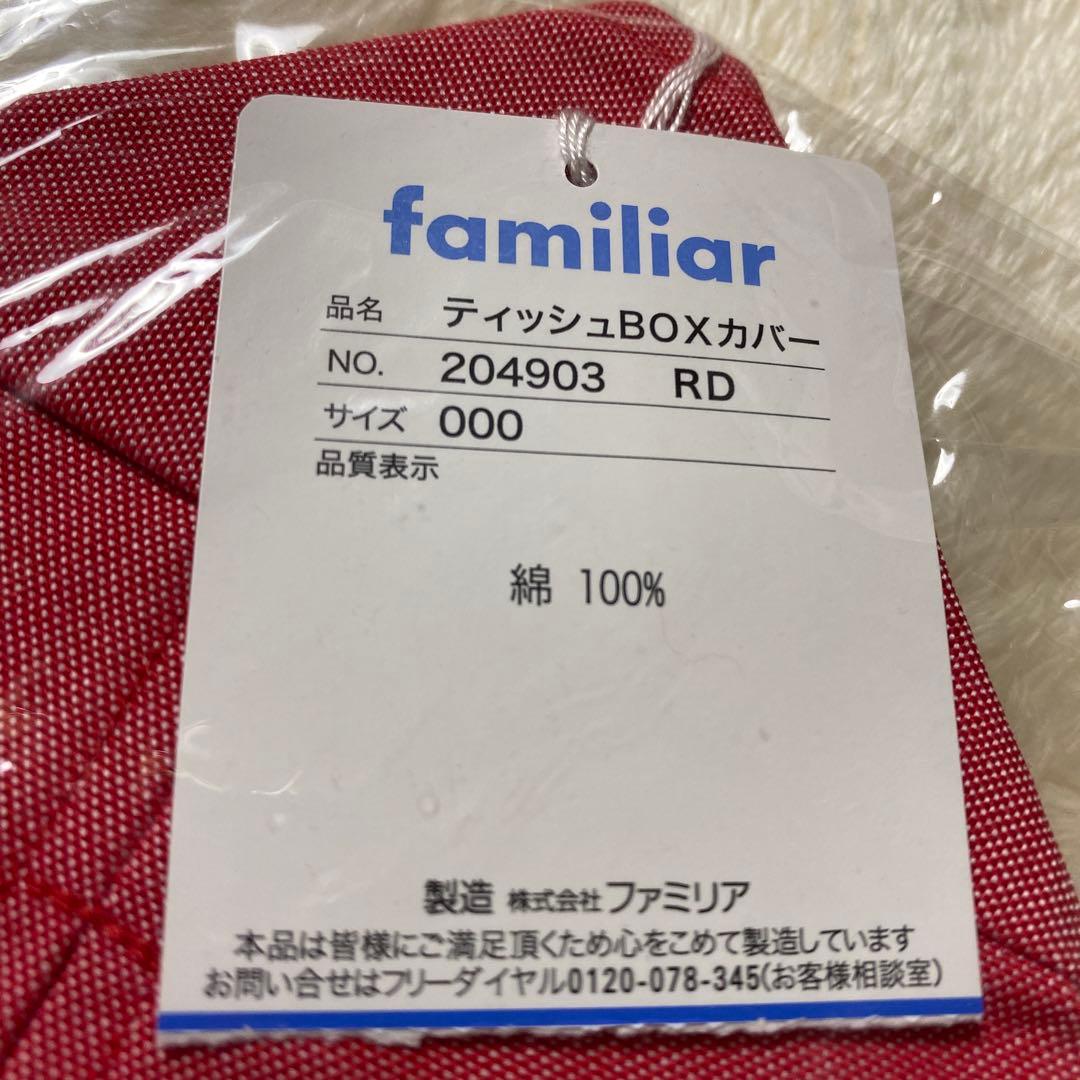 familiar
品名 ティッシュBOXカバー
NO. 204903 RD
サイズ 000
品質表示
綿 100%
製造 株式会社 ファミリア
本品は皆様にご満足頂くため心をこめて製造しています
お問い合せはフリーダイヤル0120-078-345(お客様相談室)